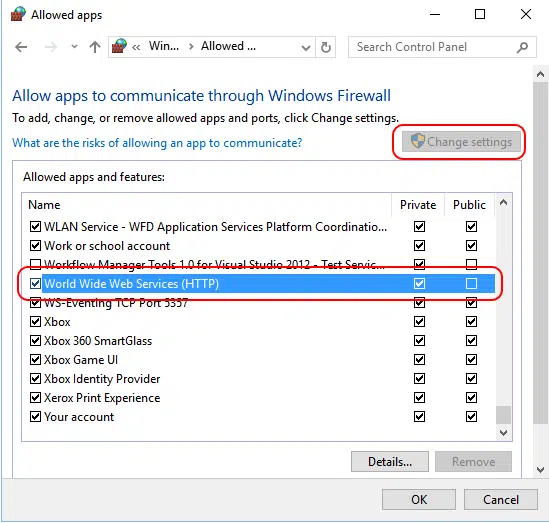 Allowed apps
« Win... › Allowed ...
Search Control Panel
Allow apps to communicate through Windows Firewall
To add, change, or remove allowed apps and ports, click Change settings.
What are the risks of allowing an app to communicate?
Change settings
Allowed apps and features:
Name Private Public
WLAN Service - WFD Application Services Platform Coordinatio...
Work or school account
Workflow Manager Tools 1.0 for Visual Studio 2012 - Test Servic...
World Wide Web Services (HTTP)
WS-Eventing TCP Port 5357
Xbox
Xbox 360 SmartGlass
Xbox Game UI
Xbox Identity Provider
Xerox Print Experience
Your account
Details... Remove
OK Cancel